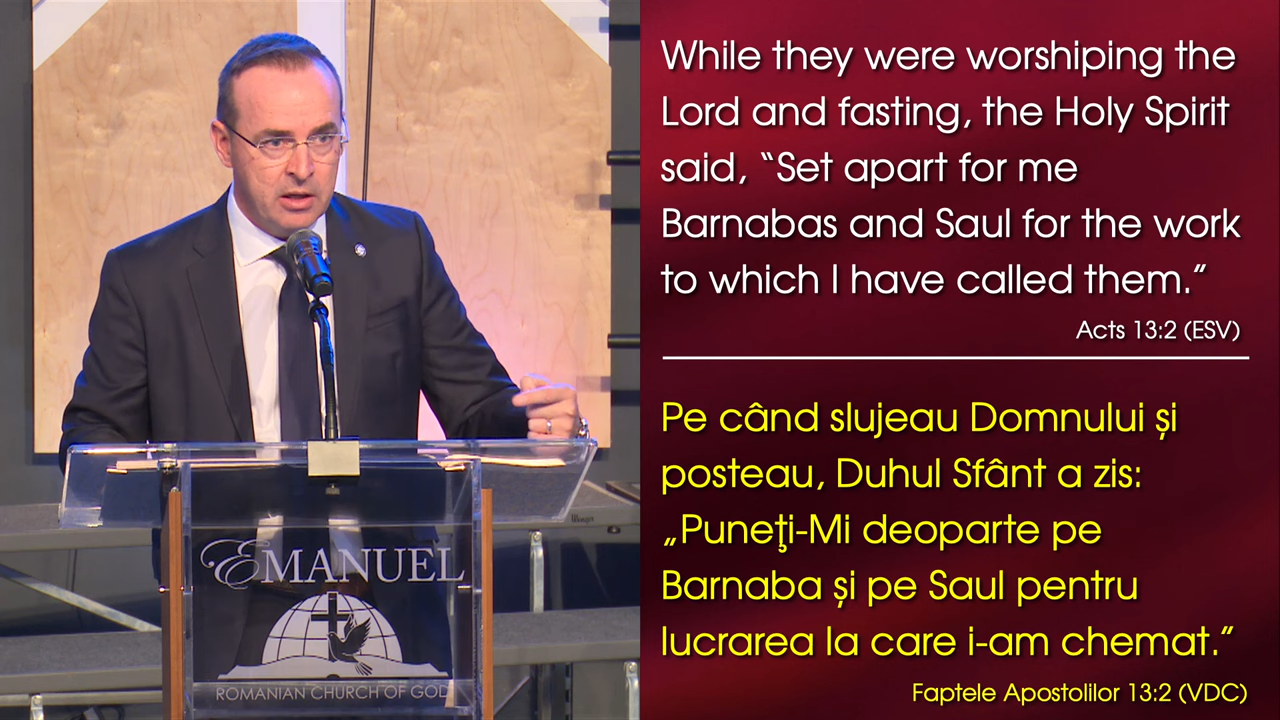 While they were worshiping the
Lord and fasting, the Holy Spirit
said, “Set apart for me
Barnabas and Saul for the work
to which I have called them.”
Acts 13:2 (ESV)
Pe când slujeau Domnului și
posteau, Duhul Sfânt a zis:
„Puneţi-Mi deoparte pe
Barnaba și pe Saul pentru
lucrarea la care i-am chemat.”
Faptele Apostolilor 13:2 (VDC)
EMANUEL
ROMANIAN CHURCH OF GOD